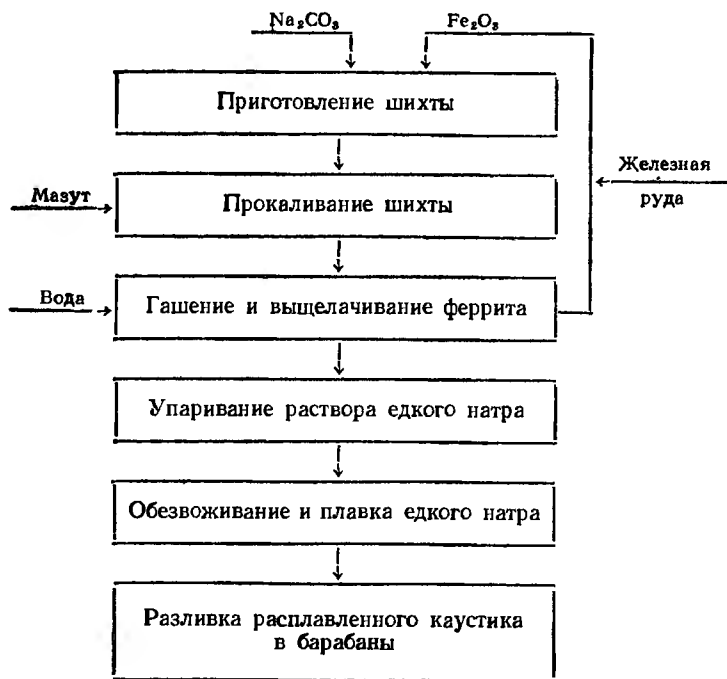 Na₂CO₃
Fe₂O₃
Приготовление шихты
Железная
руда
Мазут
Прокаливание шихты
Вода
Гашение и выщелачивание феррита
Упаривание раствора едкого натра
Обезвоживание и плавка едкого натра
Разливка расплавленного каустика
в барабаны